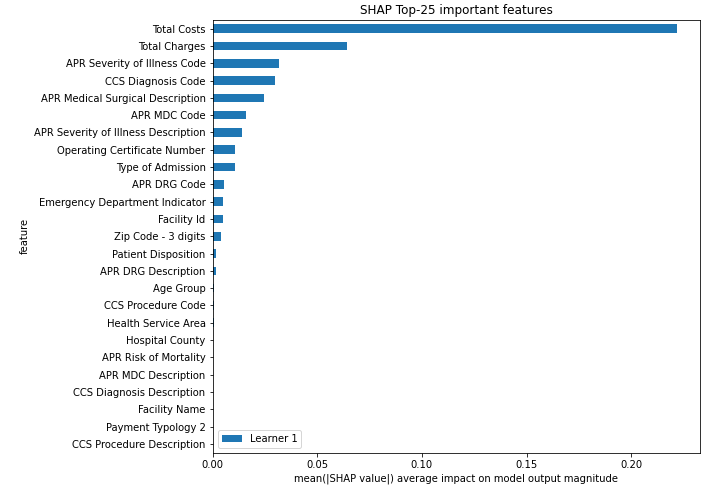 SHAP Top-25 important features
feature
Total Costs
Total Charges
APR Severity of Illness Code
CCS Diagnosis Code
APR Medical Surgical Description
APR MDC Code
APR Severity of Illness Description
Operating Certificate Number
Type of Admission
APR DRG Code
Emergency Department Indicator
Facility Id
Zip Code - 3 digits
Patient Disposition
APR DRG Description
Age Group
CCS Procedure Code
Health Service Area
Hospital County
APR Risk of Mortality
APR MDC Description
CCS Diagnosis Description
Facility Name
Payment Typology 2
CCS Procedure Description
Learner 1
0.00 0.05 0.10 0.15 0.20
mean(|SHAP value|) average impact on model output magnitude